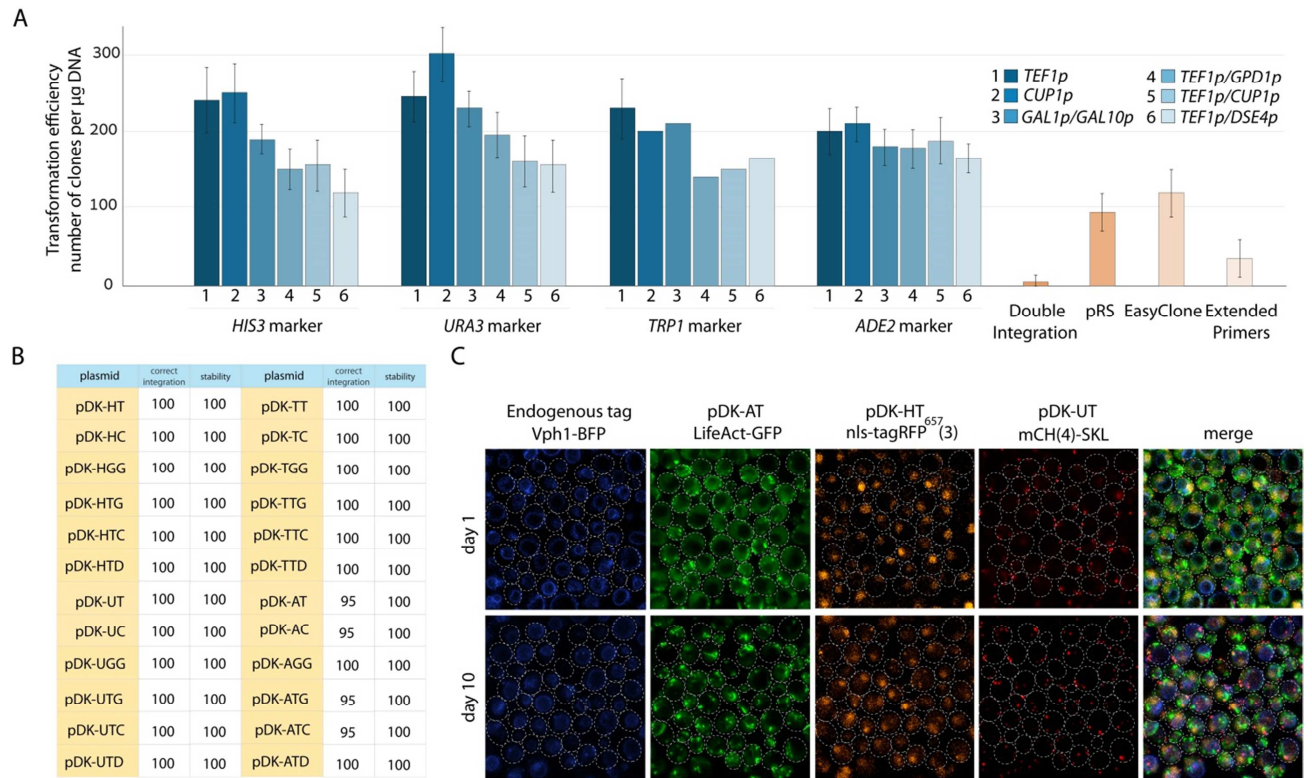 A
Transformation efficiency
number of clones per µg DNA
300
200
100
0
1 TEF1p
2 CUP1p
3 GAL1p/GAL10p
4 TEF1p/GPD1p
5 TEF1p/CUP1p
6 TEF1p/DSE4p
1 2 3 4 5 6
HIS3 marker
1 2 3 4 5 6
URA3 marker
1 2 3 4 5 6
TRP1 marker
1 2 3 4 5 6
ADE2 marker
Double
Integration
pRS
EasyClone
Extended
Primers
B
plasmid correct integration stability plasmid correct integration stability
pDK-HT 100 100 pDK-TT 100 100
pDK-HC 100 100 pDK-TC 100 100
pDK-HGG 100 100 pDK-TGG 100 100
pDK-HTG 100 100 pDK-TTG 100 100
pDK-HTC 100 100 pDK-TTC 100 100
pDK-HTD 100 100 pDK-TTD 100 100
pDK-UT 100 100 pDK-AT 95 100
pDK-UC 100 100 pDK-AC 95 100
pDK-UGG 100 100 pDK-AGG 100 100
pDK-UTG 100 100 pDK-ATG 95 100
pDK-UTC 100 100 pDK-ATC 95 100
pDK-UTD 100 100 pDK-ATD 100 100
C
Endogenous tag
Vph1-BFP
pDK-AT
LifeAct-GFP
pDK-HT
nls-tagRFP657(3)
pDK-UT
mCH(4)-SKL
merge
day 1
day 10